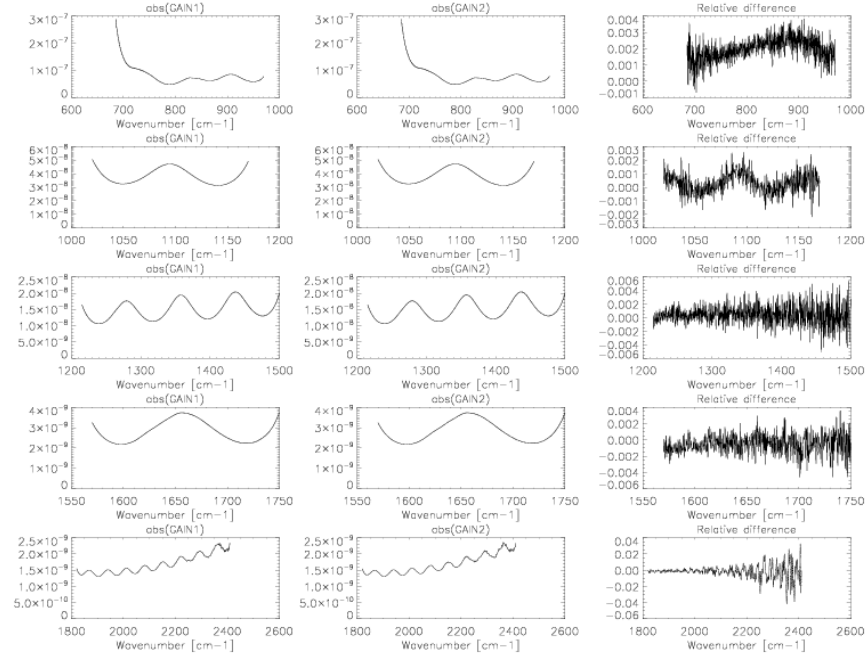 abs(GAIN1) abs(GAIN2) Relative difference
3×10⁻⁷ 3×10⁻⁷ 0.004
2×10⁻⁷ 2×10⁻⁷ 0.003
0.002
1×10⁻⁷ 1×10⁻⁷ 0.001
0.000
0 0 −0.001
600 700 800 900 1000 600 700 800 900 1000 600 700 800 900 1000
Wavenumber [cm−1] Wavenumber [cm−1] Wavenumber [cm−1]
abs(GAIN1) abs(GAIN2) Relative difference
6×10⁻⁸ 6×10⁻⁸ 0.003
5×10⁻⁸ 5×10⁻⁸ 0.002
4×10⁻⁸ 4×10⁻⁸ 0.001
3×10⁻⁸ 3×10⁻⁸ 0.000
2×10⁻⁸ 2×10⁻⁸ −0.001
1×10⁻⁸ 1×10⁻⁸ −0.002
0 0 −0.003
1000 1050 1100 1150 1200 1000 1050 1100 1150 1200 1000 1050 1100 1150 1200
Wavenumber [cm−1] Wavenumber [cm−1] Wavenumber [cm−1]
abs(GAIN1) abs(GAIN2) Relative difference
2.5×10⁻⁸ 2.5×10⁻⁸ 0.006
2.0×10⁻⁸ 2.0×10⁻⁸ 0.004
1.5×10⁻⁸ 1.5×10⁻⁸ 0.002
0.000
1.0×10⁻⁸ 1.0×10⁻⁸ −0.002
5.0×10⁻⁹ 5.0×10⁻⁹ −0.004
0 0 −0.006
1200 1300 1400 1500 1200 1300 1400 1500 1200 1300 1400 1500
Wavenumber [cm−1] Wavenumber [cm−1] Wavenumber [cm−1]
abs(GAIN1) abs(GAIN2) Relative difference
4×10⁻⁹ 4×10⁻⁹ 0.004
3×10⁻⁹ 3×10⁻⁹ 0.002
2×10⁻⁹ 2×10⁻⁹ 0.000
−0.002
1×10⁻⁹ 1×10⁻⁹ −0.004
0 0 −0.006
1550 1600 1650 1700 1750 1550 1600 1650 1700 1750 1550 1600 1650 1700 1750
Wavenumber [cm−1] Wavenumber [cm−1] Wavenumber [cm−1]
abs(GAIN1) abs(GAIN2) Relative difference
2.5×10⁻⁹ 2.5×10⁻⁹ 0.04
2.0×10⁻⁹ 2.0×10⁻⁹ 0.02
1.5×10⁻⁹ 1.5×10⁻⁹ 0.00
1.0×10⁻⁹ 1.0×10⁻⁹ −0.02
5.0×10⁻¹⁰ 5.0×10⁻¹⁰ −0.04
0 0 −0.06
1800 2000 2200 2400 2600 1800 2000 2200 2400 2600 1800 2000 2200 2400 2600
Wavenumber [cm−1] Wavenumber [cm−1] Wavenumber [cm−1]